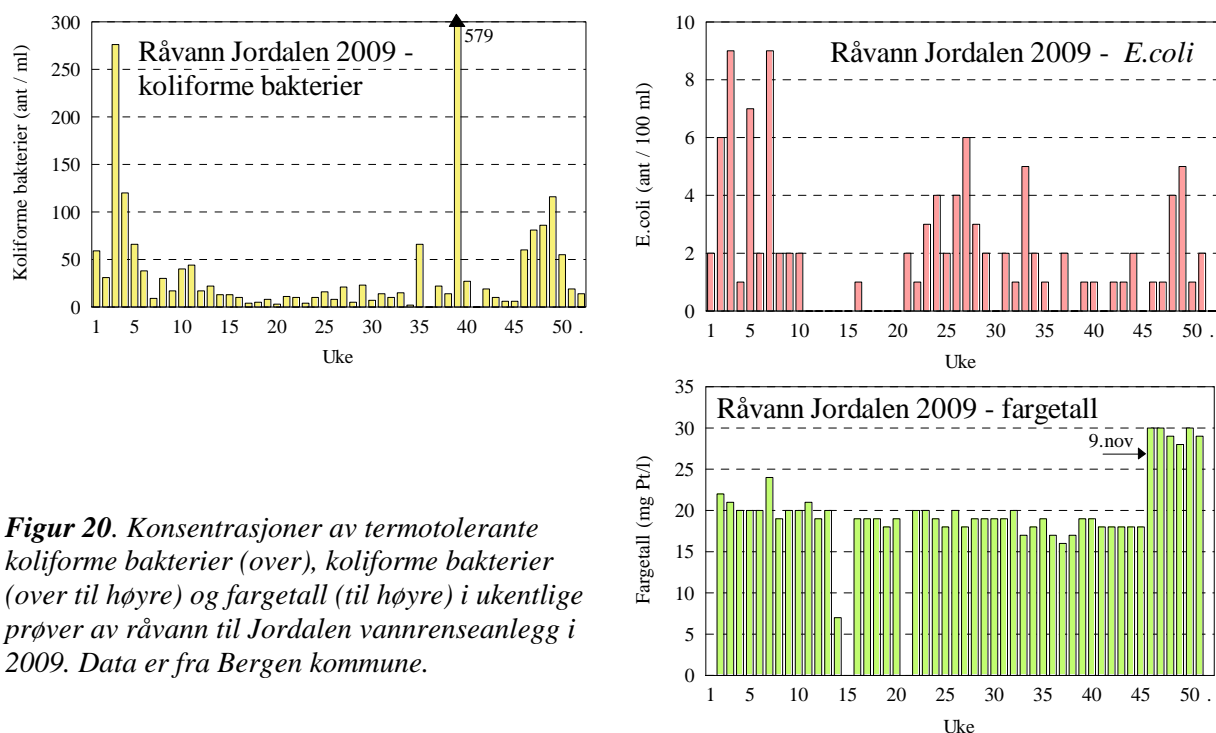 Råvann Jordalen 2009 -
koliforme bakterier
579
Koliforme bakterier (ant / ml)
300
250
200
150
100
50
0
1 5 10 15 20 25 30 35 40 45 50 .
Uke
Råvann Jordalen 2009 - E.coli
E.coli (ant / 100 ml)
10
8
6
4
2
0
1 5 10 15 20 25 30 35 40 45 50 .
Uke
Råvann Jordalen 2009 - fargetall
9.nov
Fargetall (mg Pt/l)
35
30
25
20
15
10
5
0
1 5 10 15 20 25 30 35 40 45 50 .
Uke
Figur 20. Konsentrasjoner av termotolerante
koliforme bakterier (over), koliforme bakterier
(over til høyre) og fargetall (til høyre) i ukentlige
prøver av råvann til Jordalen vannrenseanlegg i
2009. Data er fra Bergen kommune.